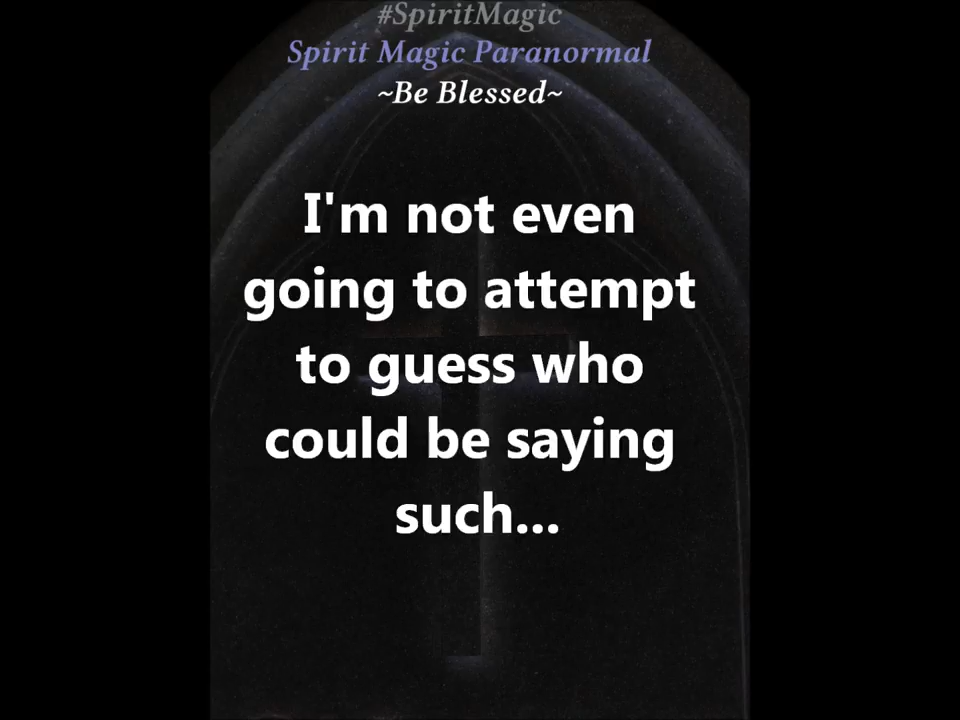 #SpiritMagic
Spirit Magic Paranormal
~Be Blessed~
I'm not even
going to attempt
to guess who
could be saying
such...